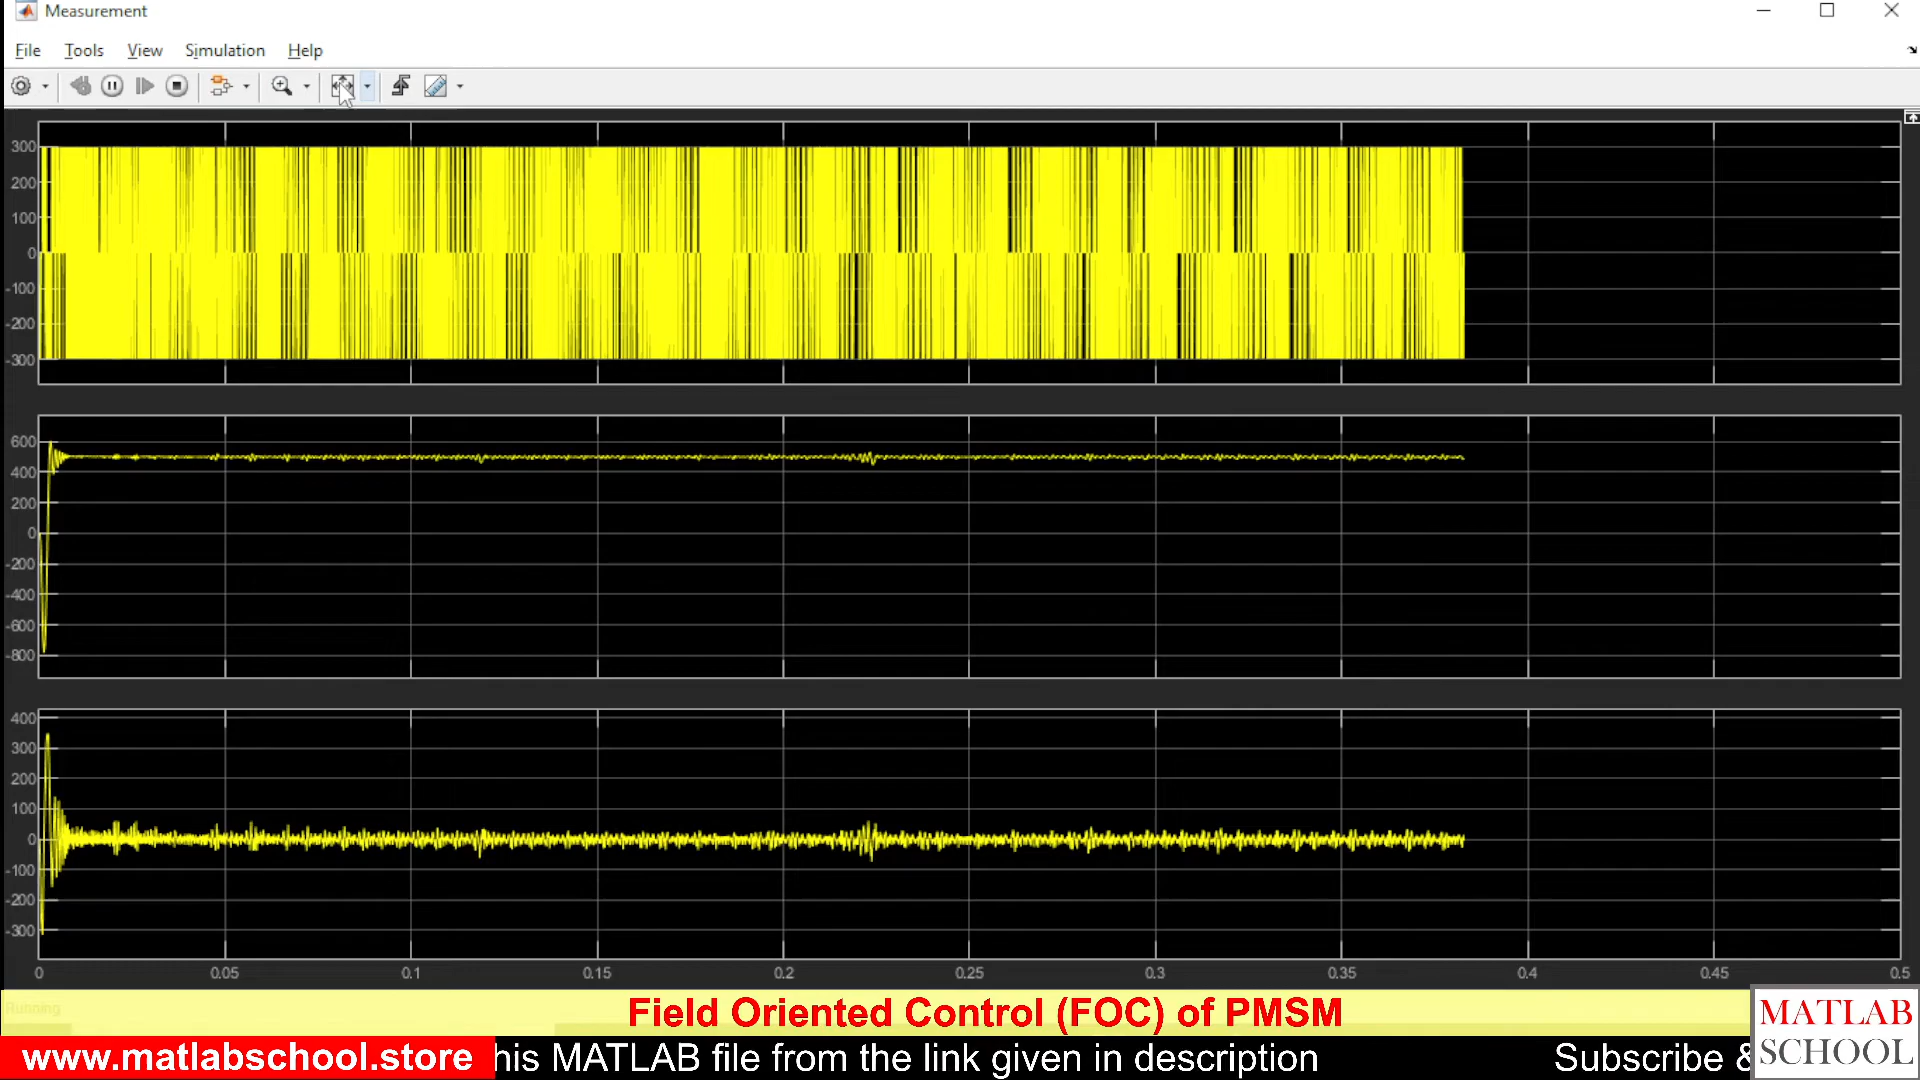 Measurement
File Tools View Simulation Help
300
200
100
0
-100
-200
-300
600
400
200
0
-200
-400
-600
-800
400
300
200
100
0
-100
-200
-300
0 0.05 0.1 0.15 0.2 0.25 0.3 0.35 0.4 0.45 0.5
Running
Field Oriented Control (FOC) of PMSM
www.matlabschool.store his MATLAB file from the link given in description Subscribe &
MATLAB
SCHOOL